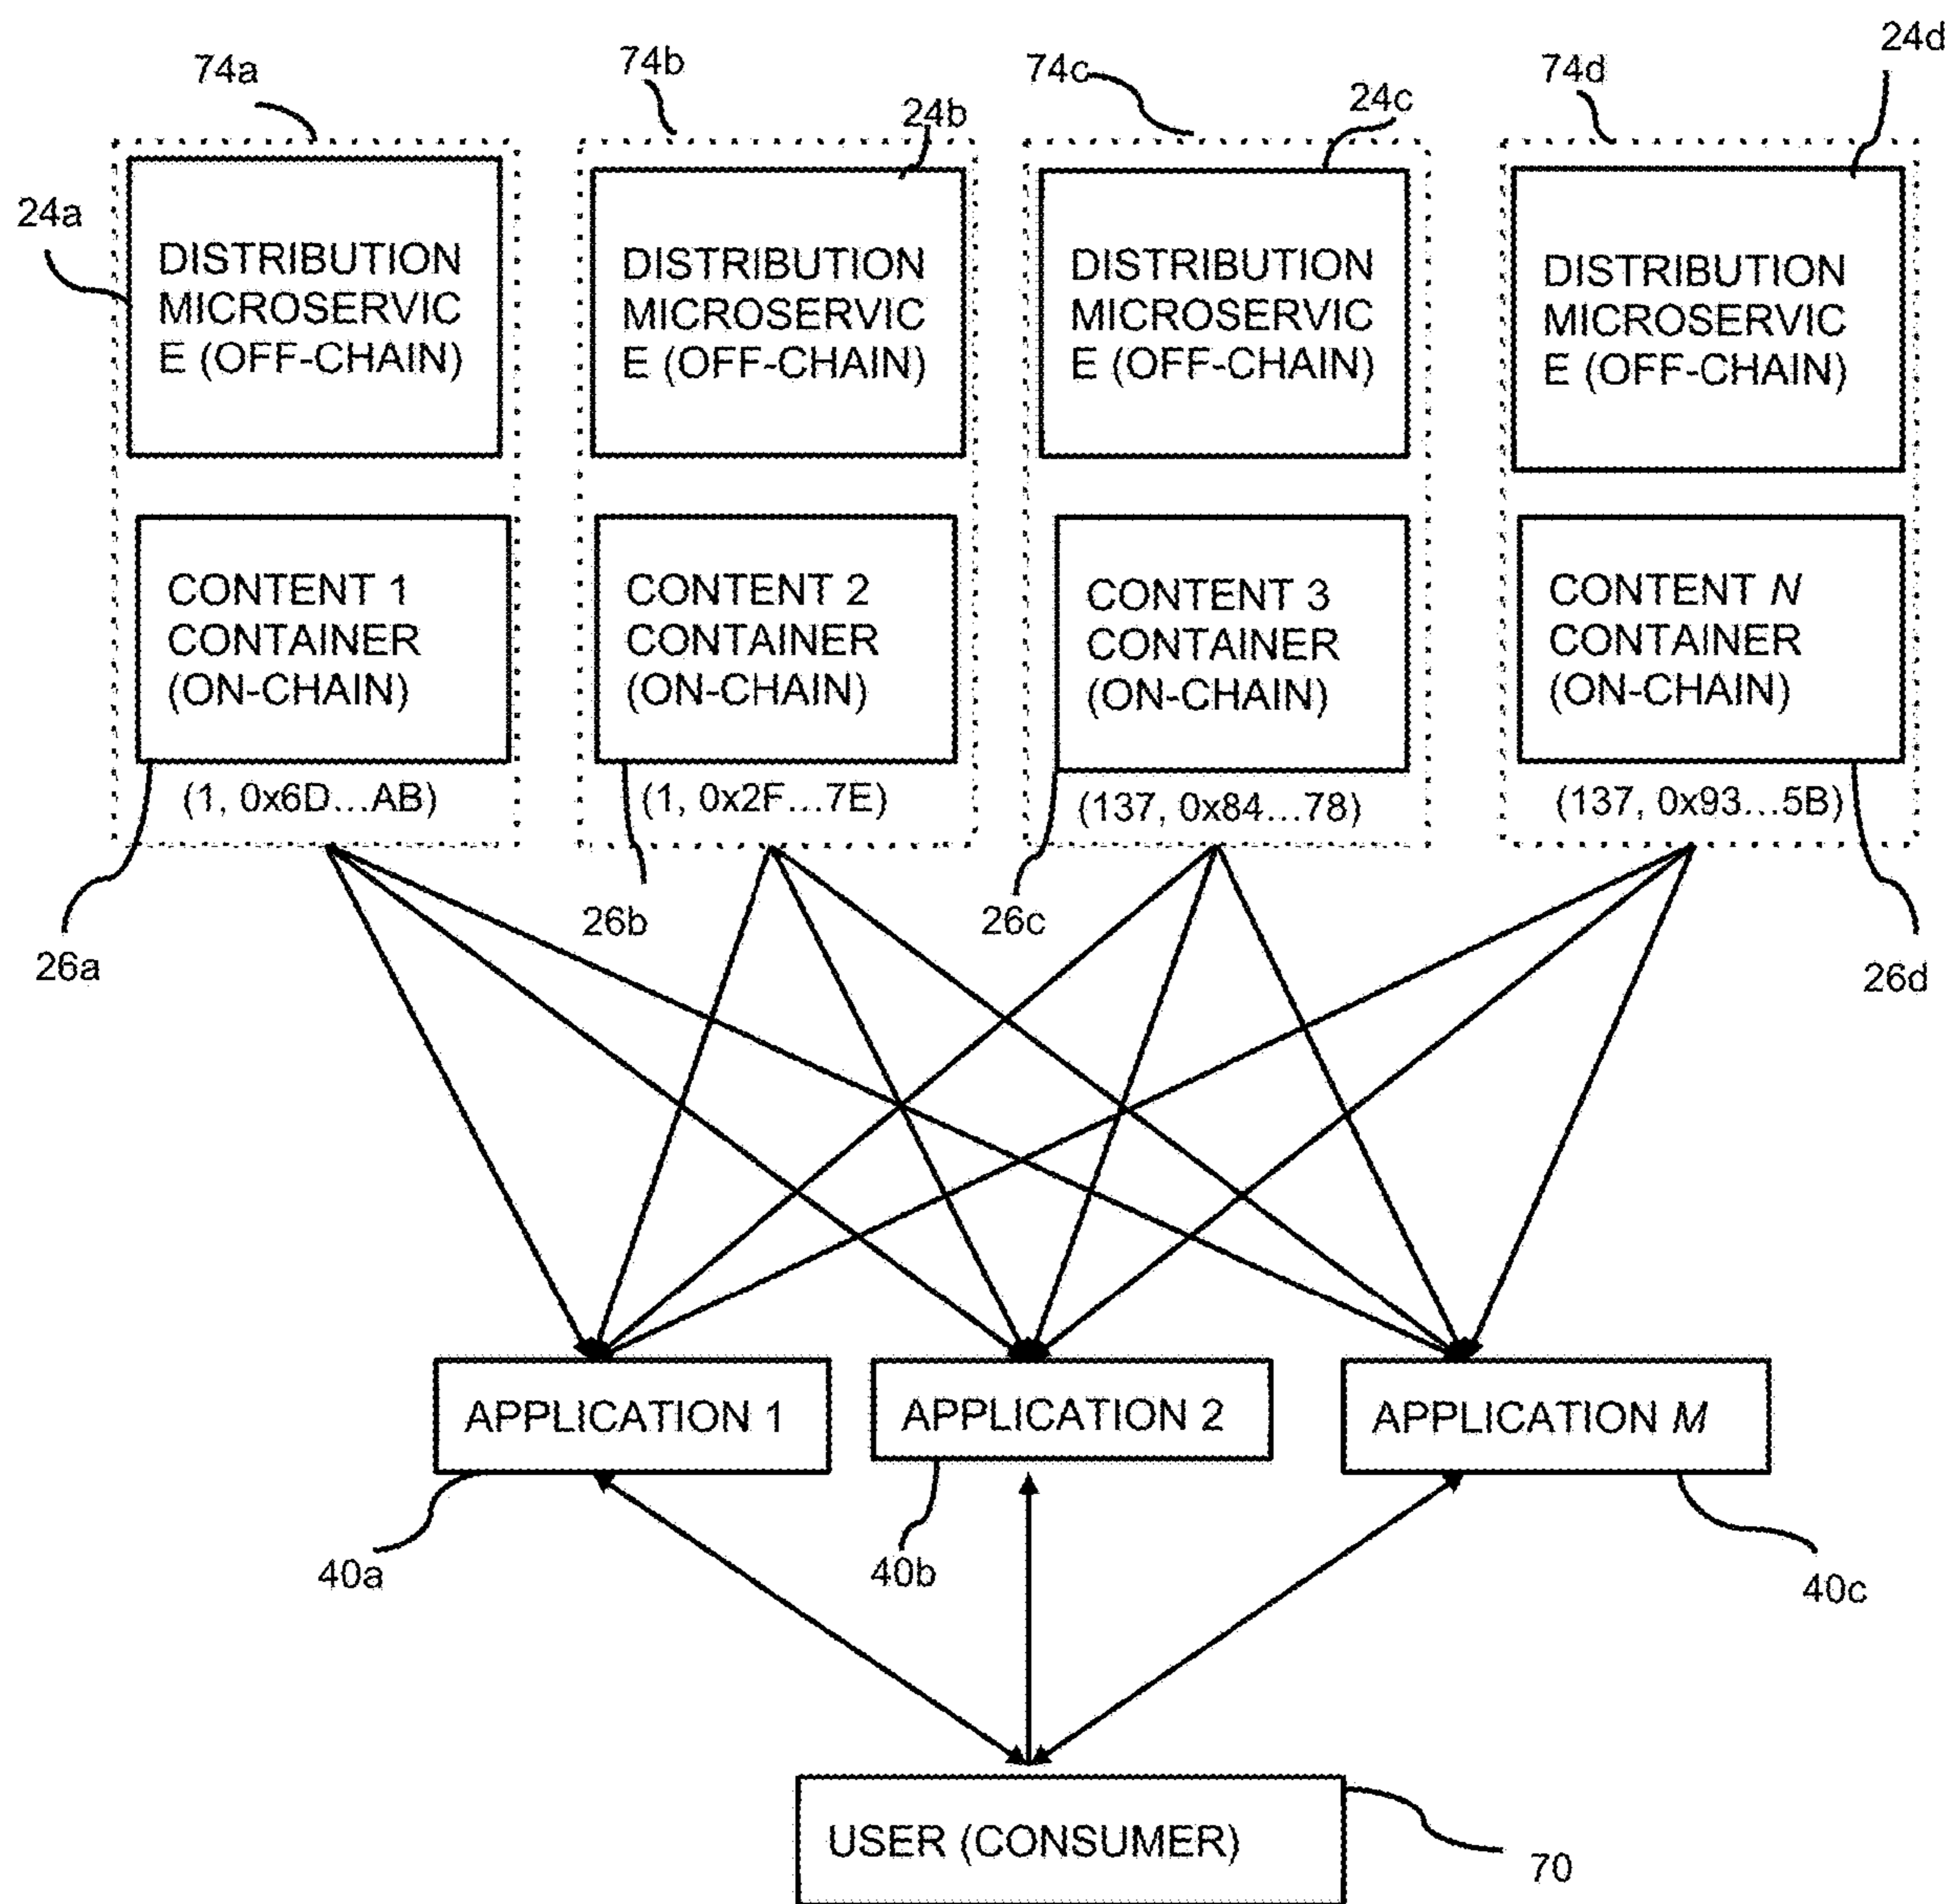 74a
74b
74c
74d
24d
24b
24c
24a
DISTRIBUTION
MICROSERVIC
E (OFF-CHAIN)
DISTRIBUTION
MICROSERVIC
E (OFF-CHAIN)
DISTRIBUTION
MICROSERVIC
E (OFF-CHAIN)
DISTRIBUTION
MICROSERVIC
E (OFF-CHAIN)
CONTENT 1
CONTAINER
(ON-CHAIN)
CONTENT 2
CONTAINER
(ON-CHAIN)
CONTENT 3
CONTAINER
(ON-CHAIN)
CONTENT N
CONTAINER
(ON-CHAIN)
(1, 0x6D...AB)
(1, 0x2F...7E)
(137, 0x84...78)
(137, 0x93...5B)
26a
26b
26c
26d
APPLICATION 1
APPLICATION 2
APPLICATION M
40a
40b
40c
USER (CONSUMER)
70